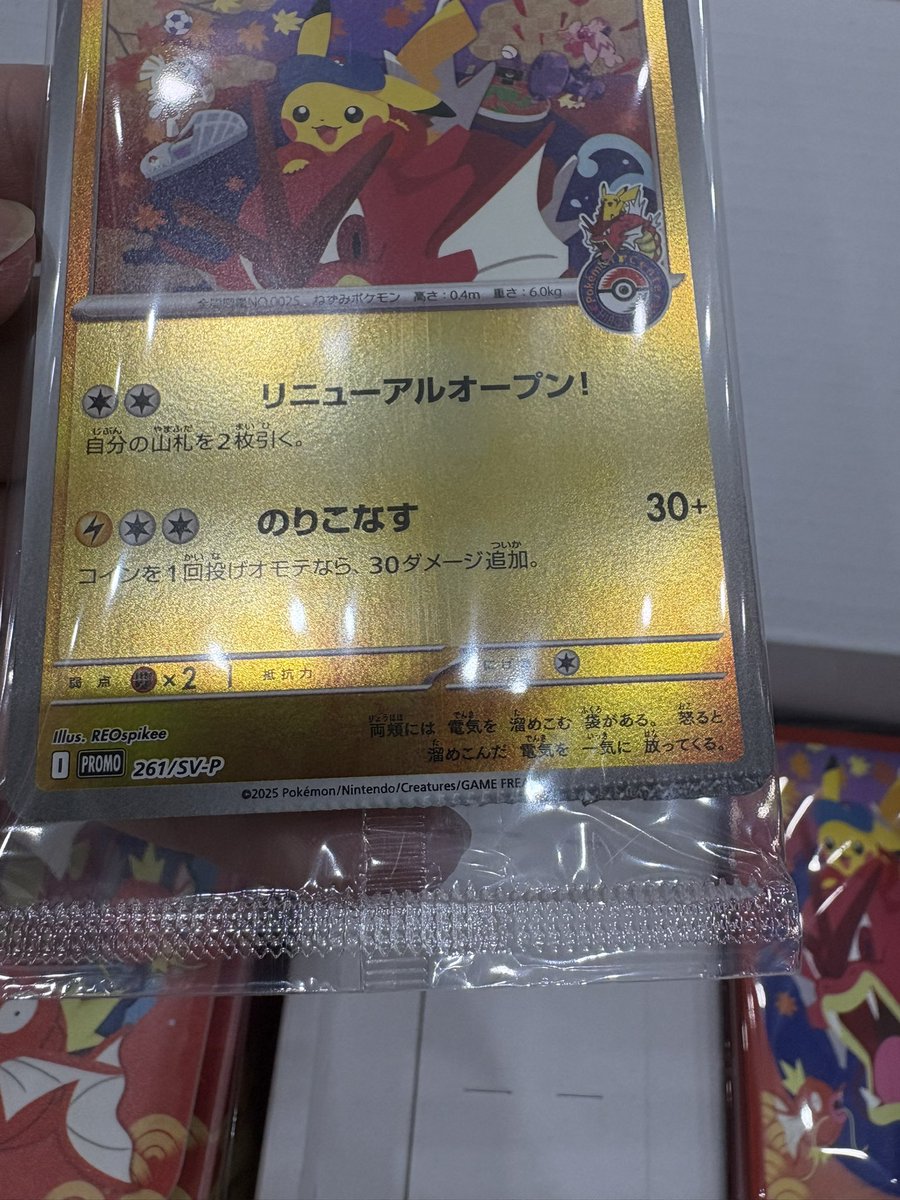 全国図鑑NO.0025 ねずみポケモン 高さ:0.4m 重さ:6.0kg
リニューアルオープン!
自分の山札を2枚引く。
のりこなす 30+
コインを1回投げオモテなら、30ダメージ追加。
弱点 ×2 抵抗力 にげる
Illus. REOspikee
両頬には 電気を 溜めこむ 袋がある。 怒ると
溜めこんだ 電気を 一気に 放ってくる。
I PROMO 261/SV-P
©2025 Pokémon/Nintendo/Creatures/GAME FREA